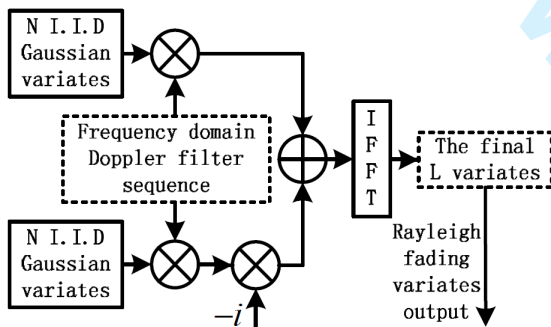 N I.I.D
Gaussian
variates
Frequency domain
Doppler filter
sequence
N I.I.D
Gaussian
variates
-i
I
F
F
T
The final
L variates
Rayleigh
fading
variates
output